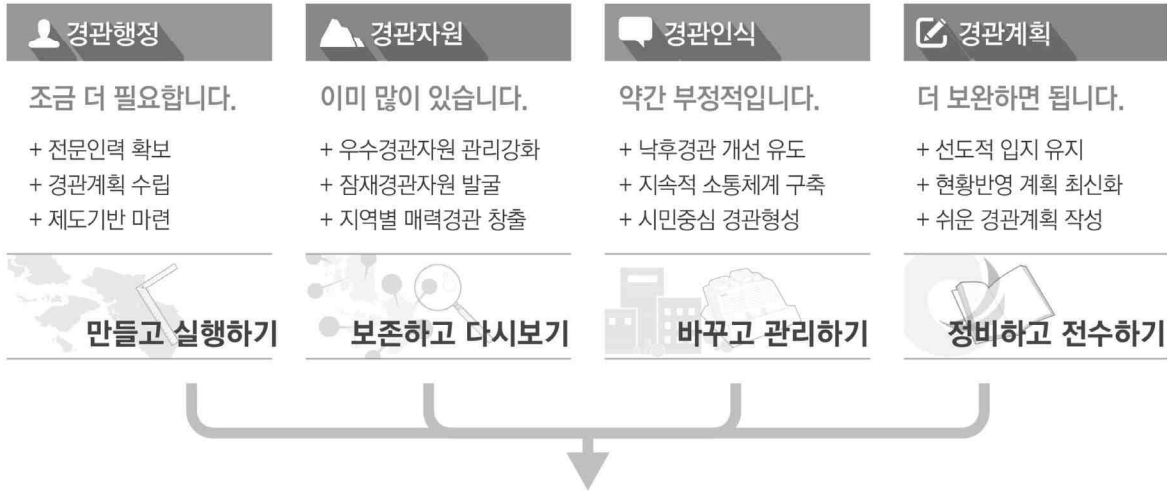 경관행정
조금 더 필요합니다.
+ 전문인력 확보
+ 경관계획 수립
+ 제도기반 마련
만들고 실행하기
경관자원
이미 많이 있습니다.
+ 우수경관자원 관리강화
+ 잠재경관자원 발굴
+ 지역별 매력경관 창출
보존하고 다시보기
경관인식
약간 부정적입니다.
+ 낙후경관 개선 유도
+ 지속적 소통체계 구축
+ 시민중심 경관형성
바꾸고 관리하기
경관계획
더 보완하면 됩니다.
+ 선도적 입지 유지
+ 현황반영 계획 최신화
+ 쉬운 경관계획 작성
정비하고 전수하기